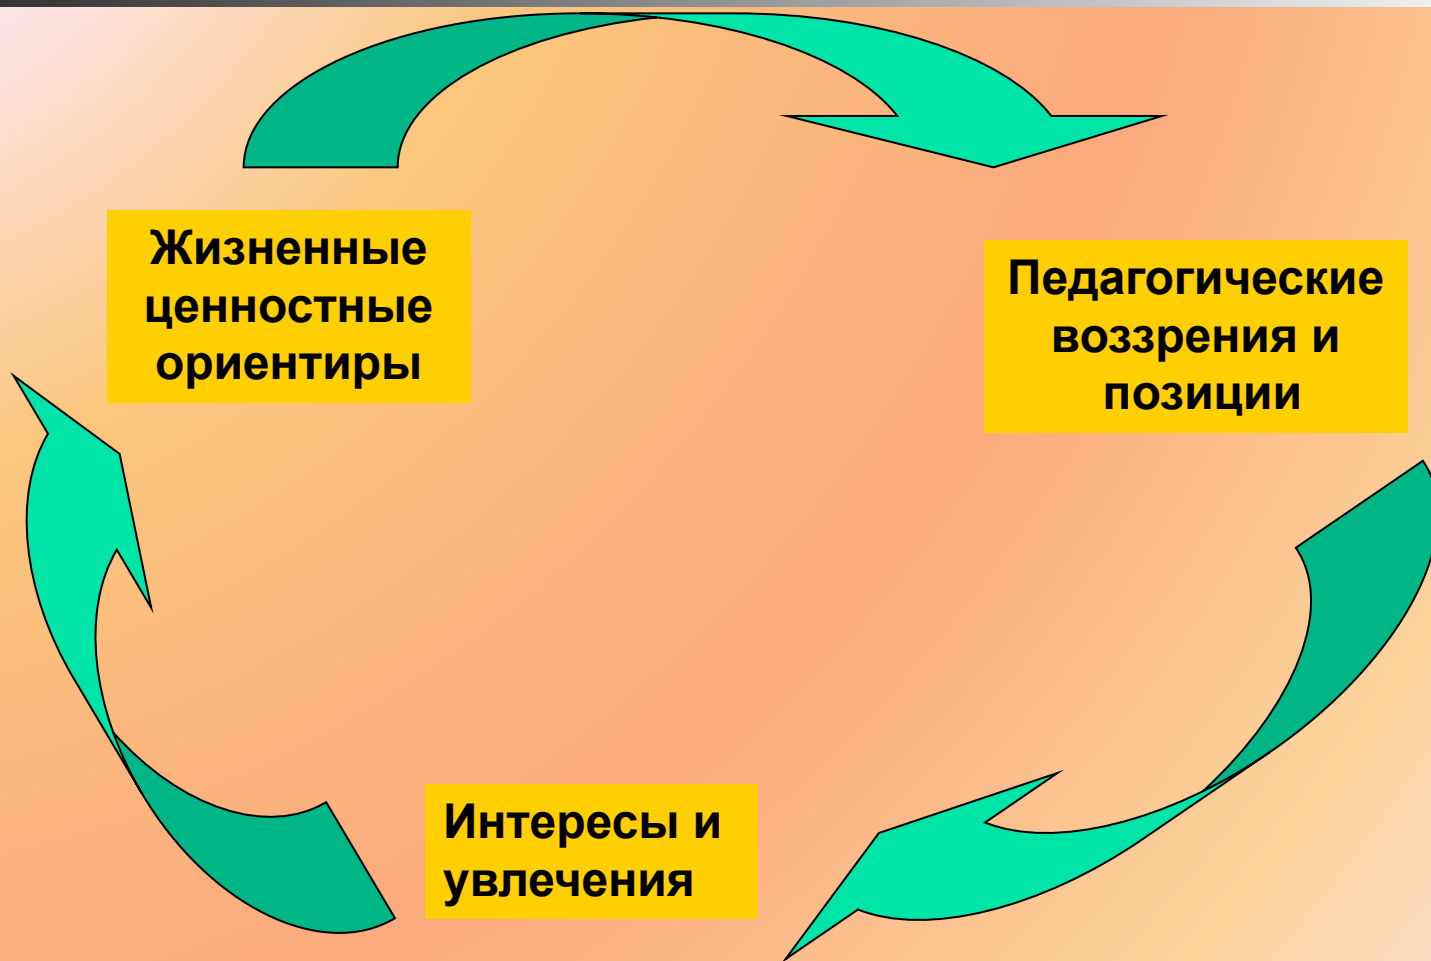 Жизненные
ценностные
ориентиры
Педагогические
воззрения и
позиции
Интересы и
увлечения